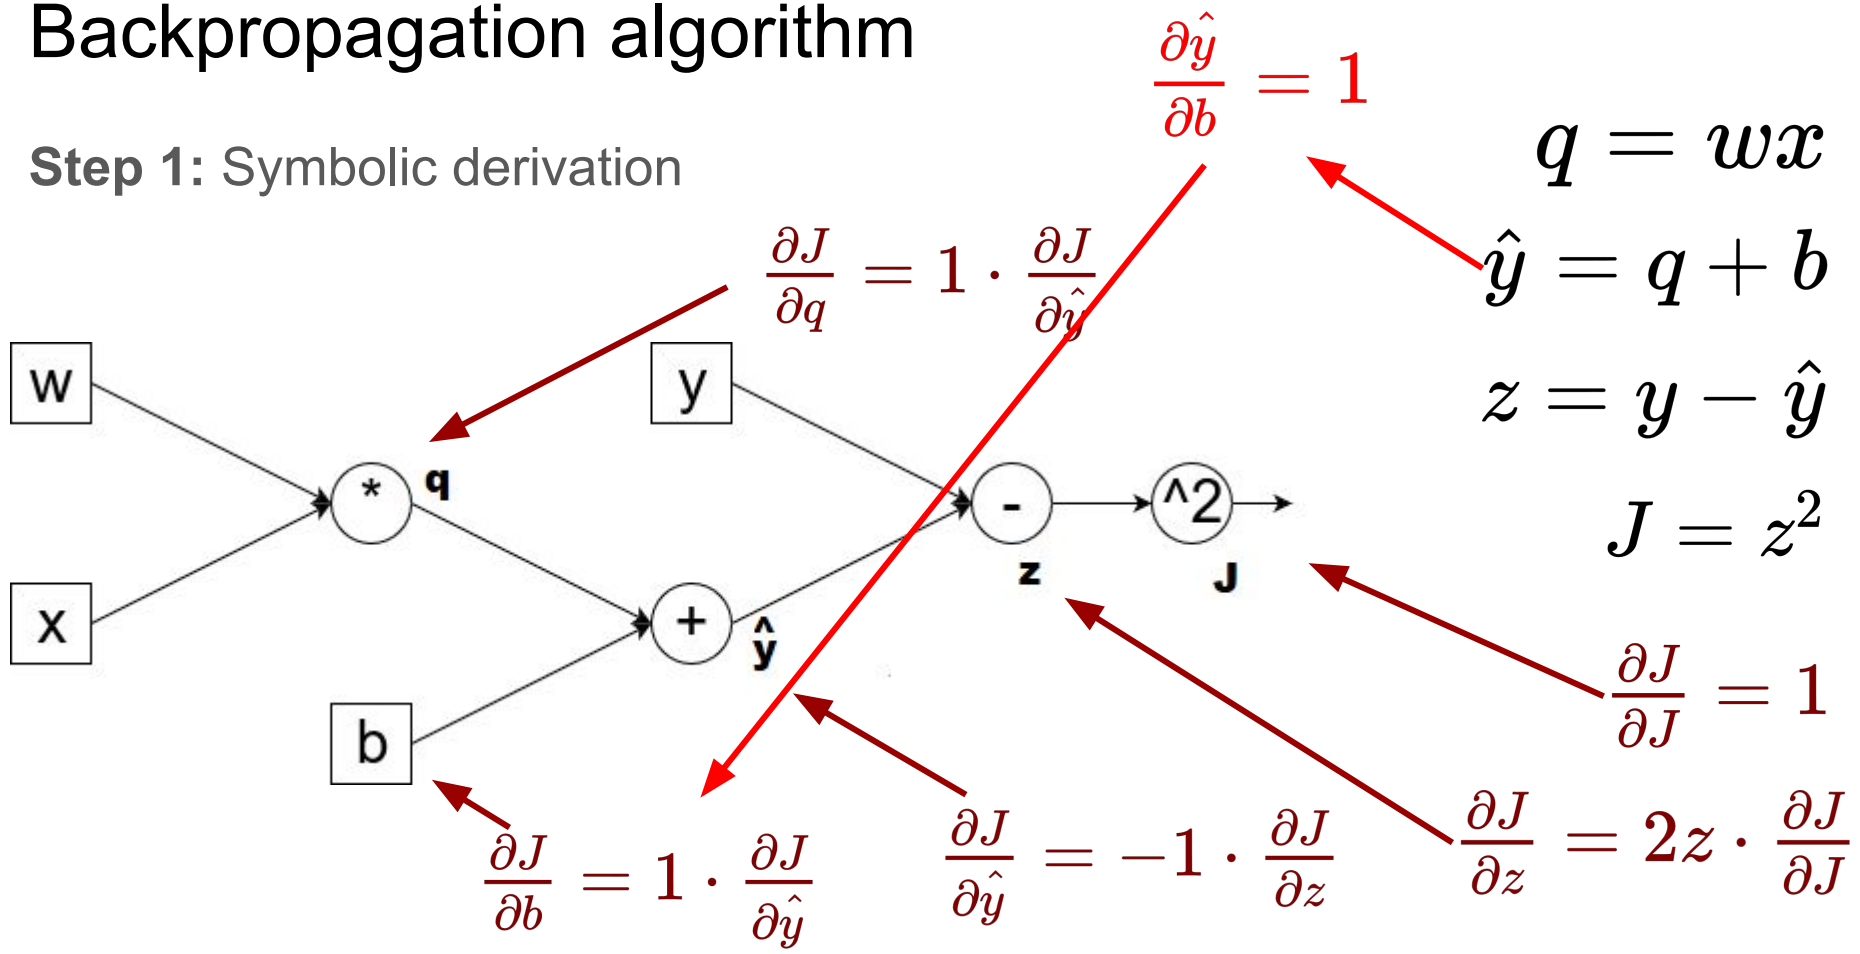 Backpropagation algorithm
Step 1: Symbolic derivation
∂ŷ/∂b = 1
q = wx
ŷ = q + b
z = y − ŷ
J = z²
∂J/∂q = 1 · ∂J/∂ŷ
w
y
* q
-
^2
z
J
x
+
ŷ
b
∂J/∂J = 1
∂J/∂b = 1 · ∂J/∂ŷ
∂J/∂ŷ = −1 · ∂J/∂z
∂J/∂z = 2z · ∂J/∂J